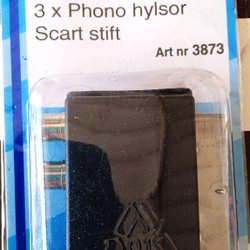 3 x Phono hylsor
Scart stift
Art nr 3873